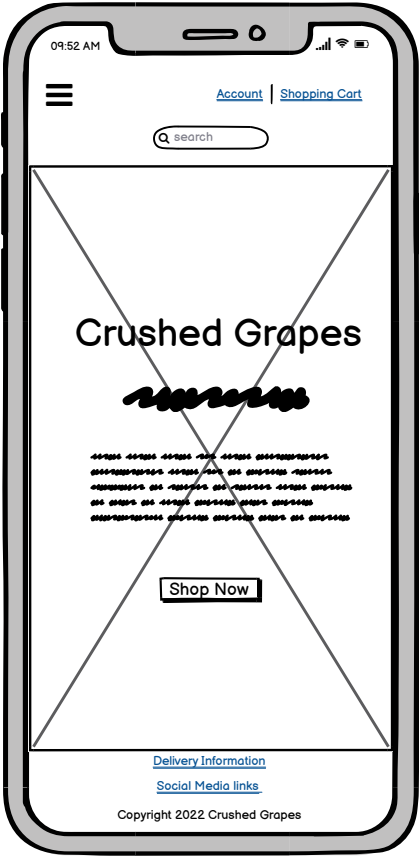 09:52 AM
Account | Shopping Cart
search
Crushed Grapes
Shop Now
Delivery Information
Social Media links
Copyright 2022 Crushed Grapes